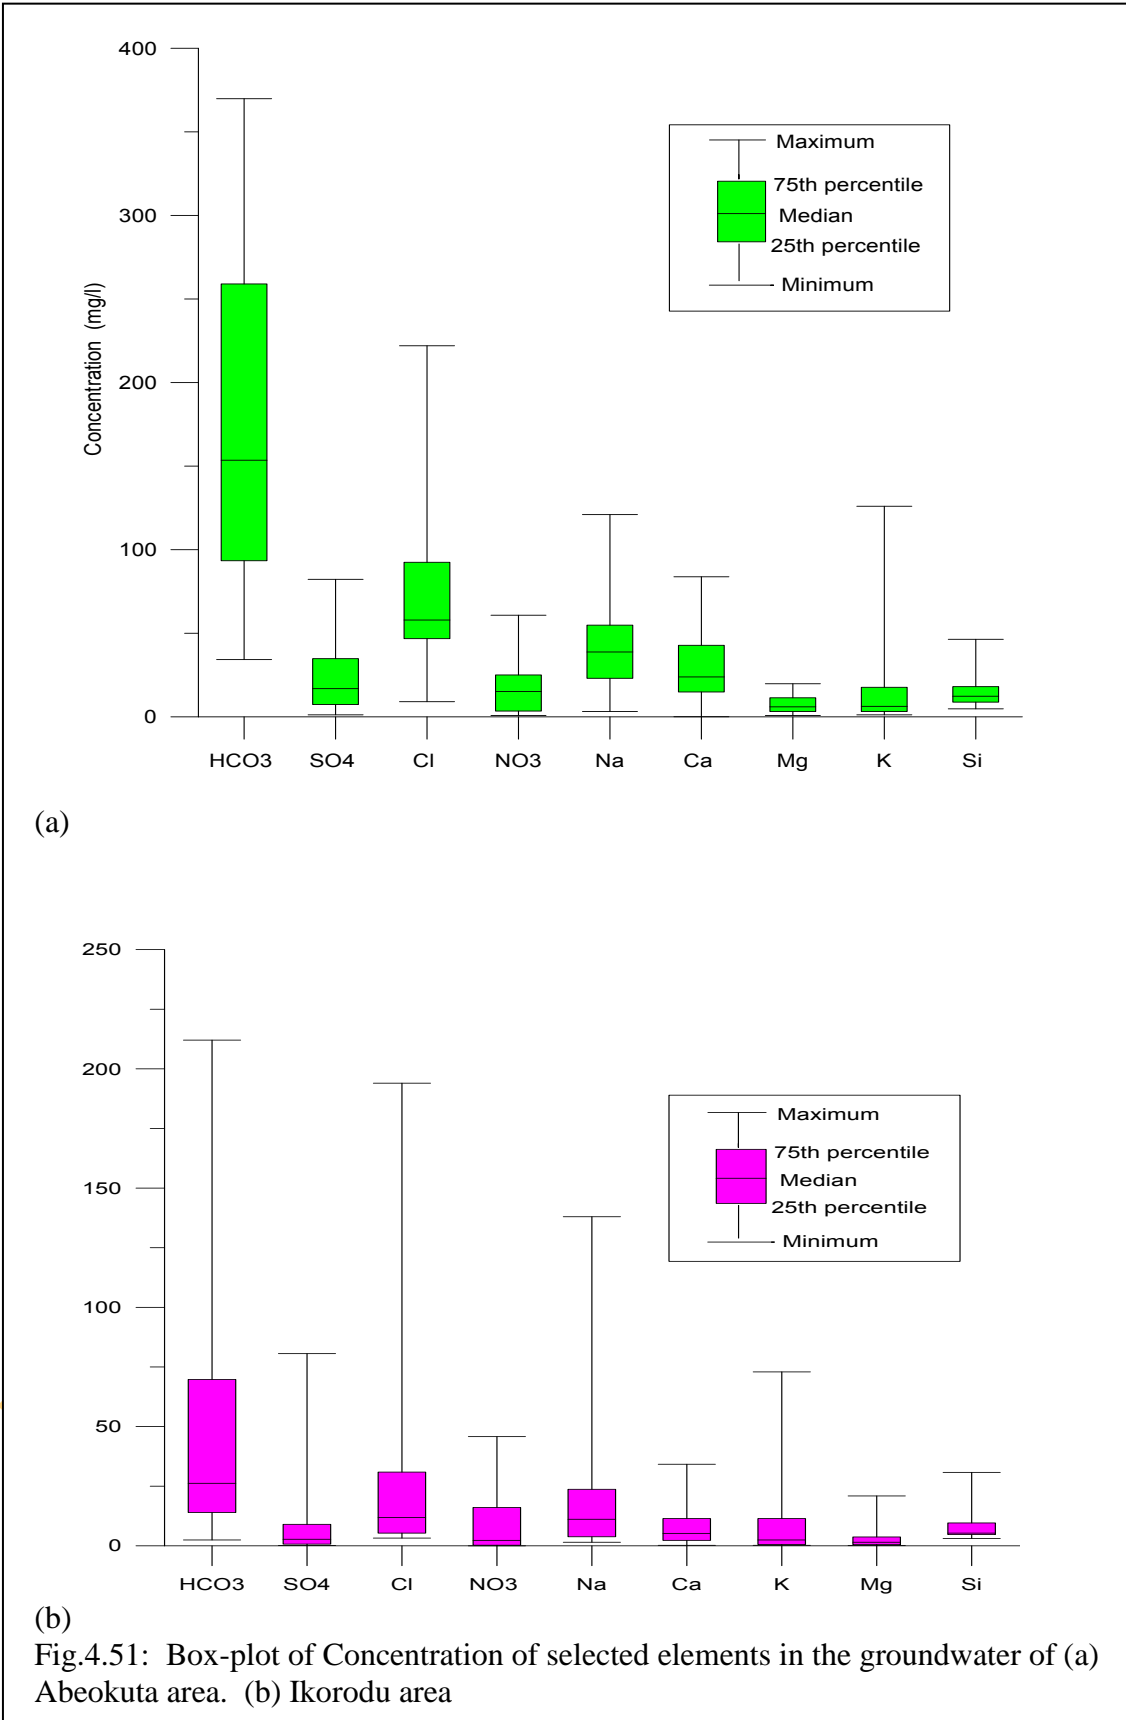 400
300
200
100
0
Concentration (mg/l)
Maximum
75th percentile
Median
25th percentile
Minimum
HCO3 SO4 Cl NO3 Na Ca Mg K Si
(a)
250
200
150
100
50
0
Maximum
75th percentile
Median
25th percentile
Minimum
HCO3 SO4 Cl NO3 Na Ca K Mg Si
(b)
Fig.4.51: Box-plot of Concentration of selected elements in the groundwater of (a)
Abeokuta area. (b) Ikorodu area